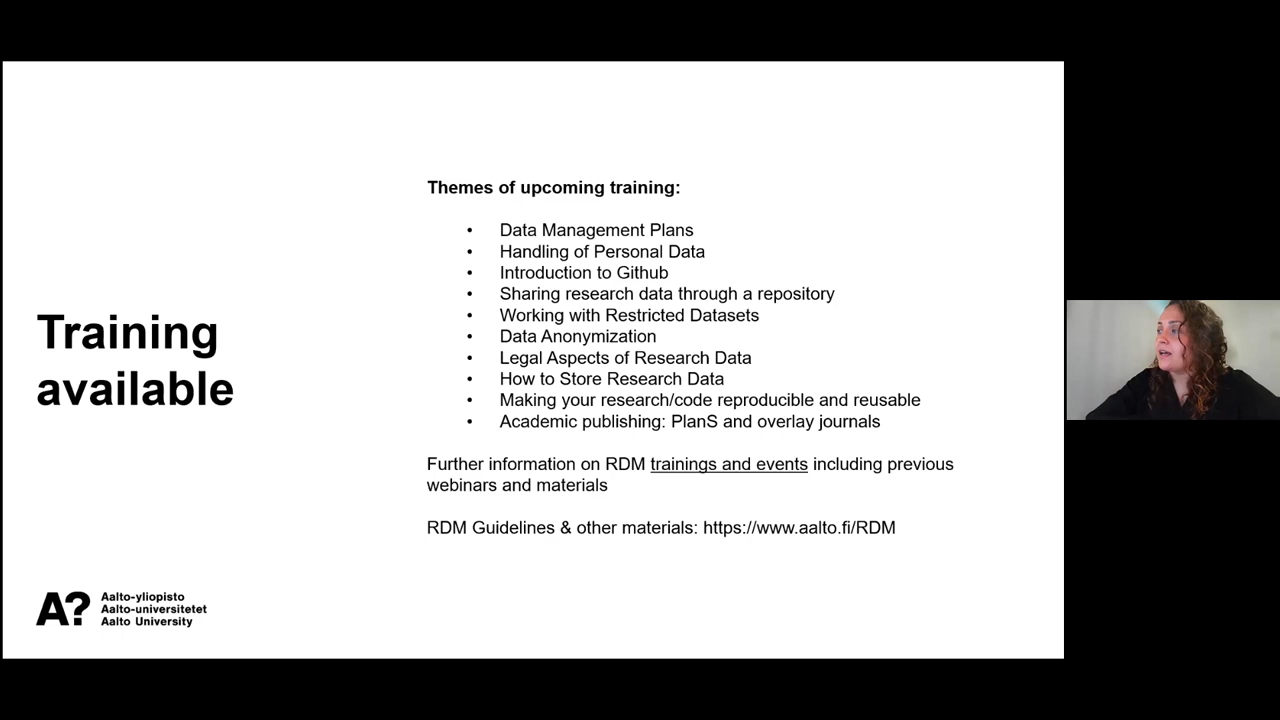 Training
available
Themes of upcoming training:
• Data Management Plans
• Handling of Personal Data
• Introduction to Github
• Sharing research data through a repository
• Working with Restricted Datasets
• Data Anonymization
• Legal Aspects of Research Data
• How to Store Research Data
• Making your research/code reproducible and reusable
• Academic publishing: PlanS and overlay journals
Further information on RDM trainings and events including previous
webinars and materials
RDM Guidelines & other materials: https://www.aalto.fi/RDM
A?
Aalto-yliopisto
Aalto-universitetet
Aalto University